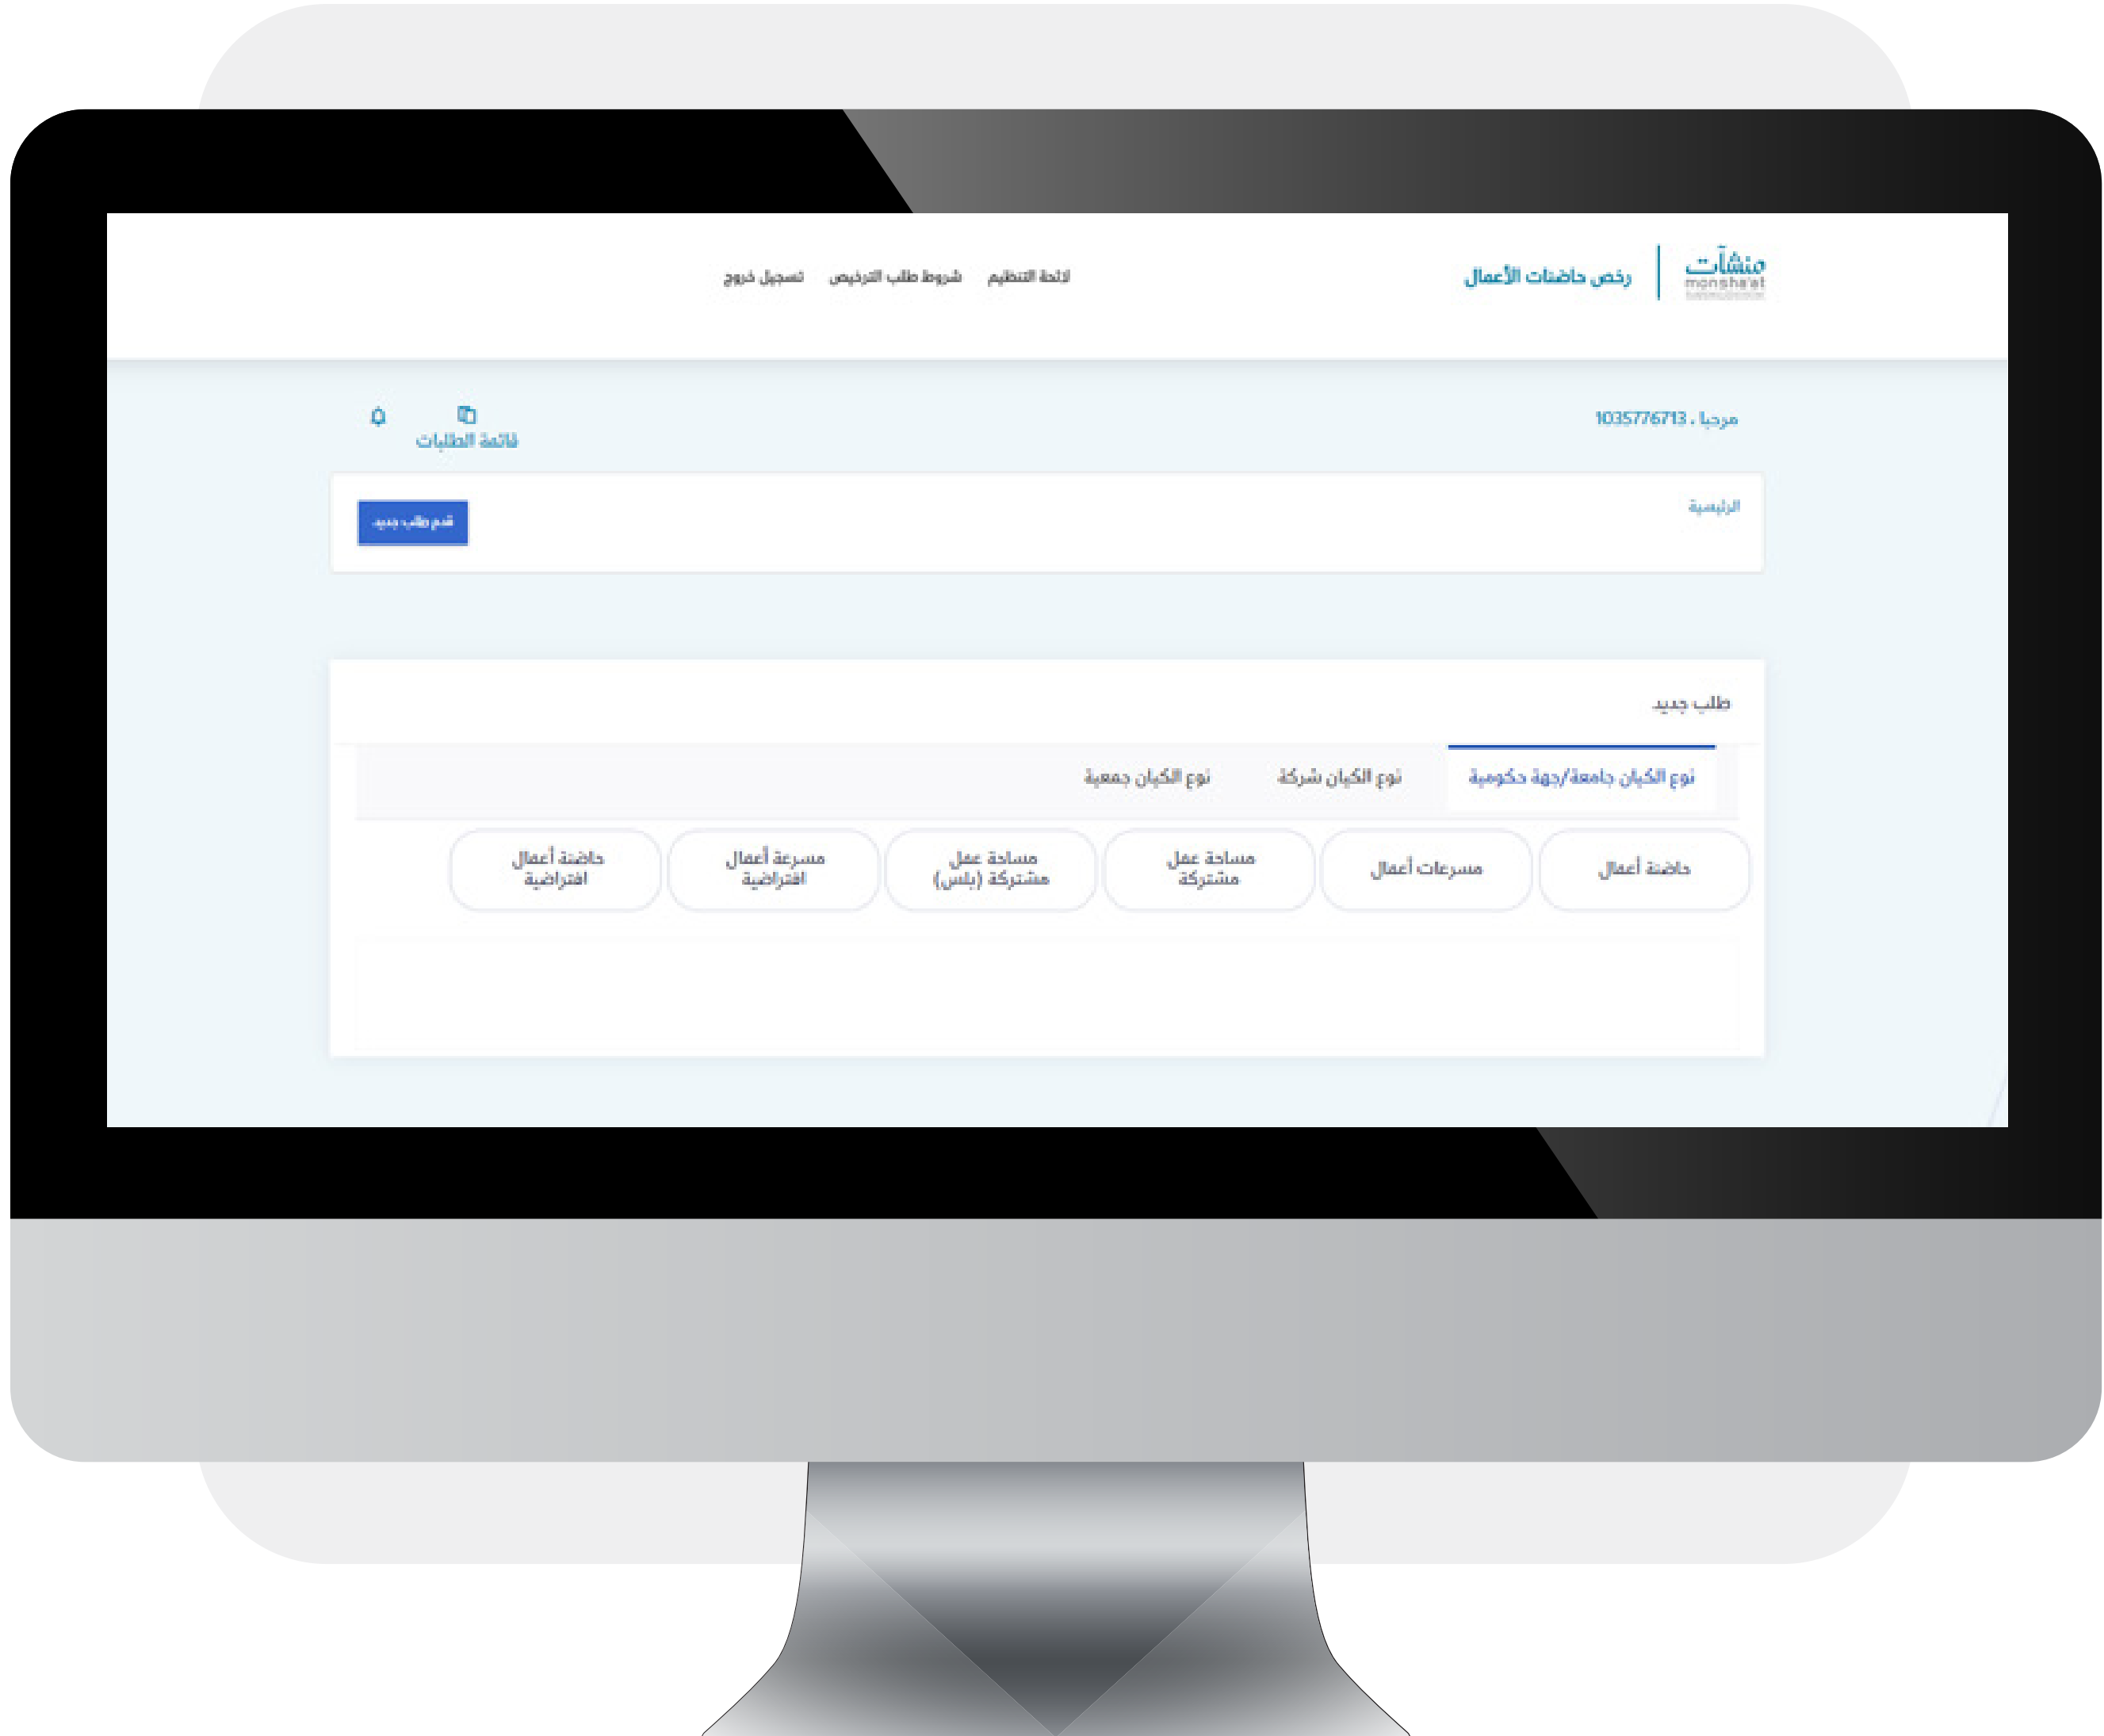 منشآت
monsha'at
رخص حاضنات الأعمال
لائحة التنظيم
شروط طلب الترخيص
تسجيل خروج
مرحبا ، 1035776713
قائمة الطلبات
الرئيسية
قدم طلب جديد
طلب جديد
نوع الكيان جامعة/جهة حكومية
نوع الكيان شركة
نوع الكيان جمعية
حاضنة أعمال
مسرعات أعمال
مساحة عمل
مشتركة
مساحة عمل
مشتركة (بلس)
مسرعة أعمال
افتراضية
حاضنة أعمال
افتراضية